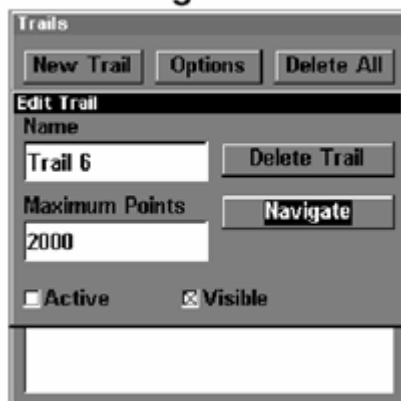 Trails
New Trail Options Delete All
Edit Trail
Name
Trail 6 Delete Trail
Maximum Points Navigate
2000
Active Visible